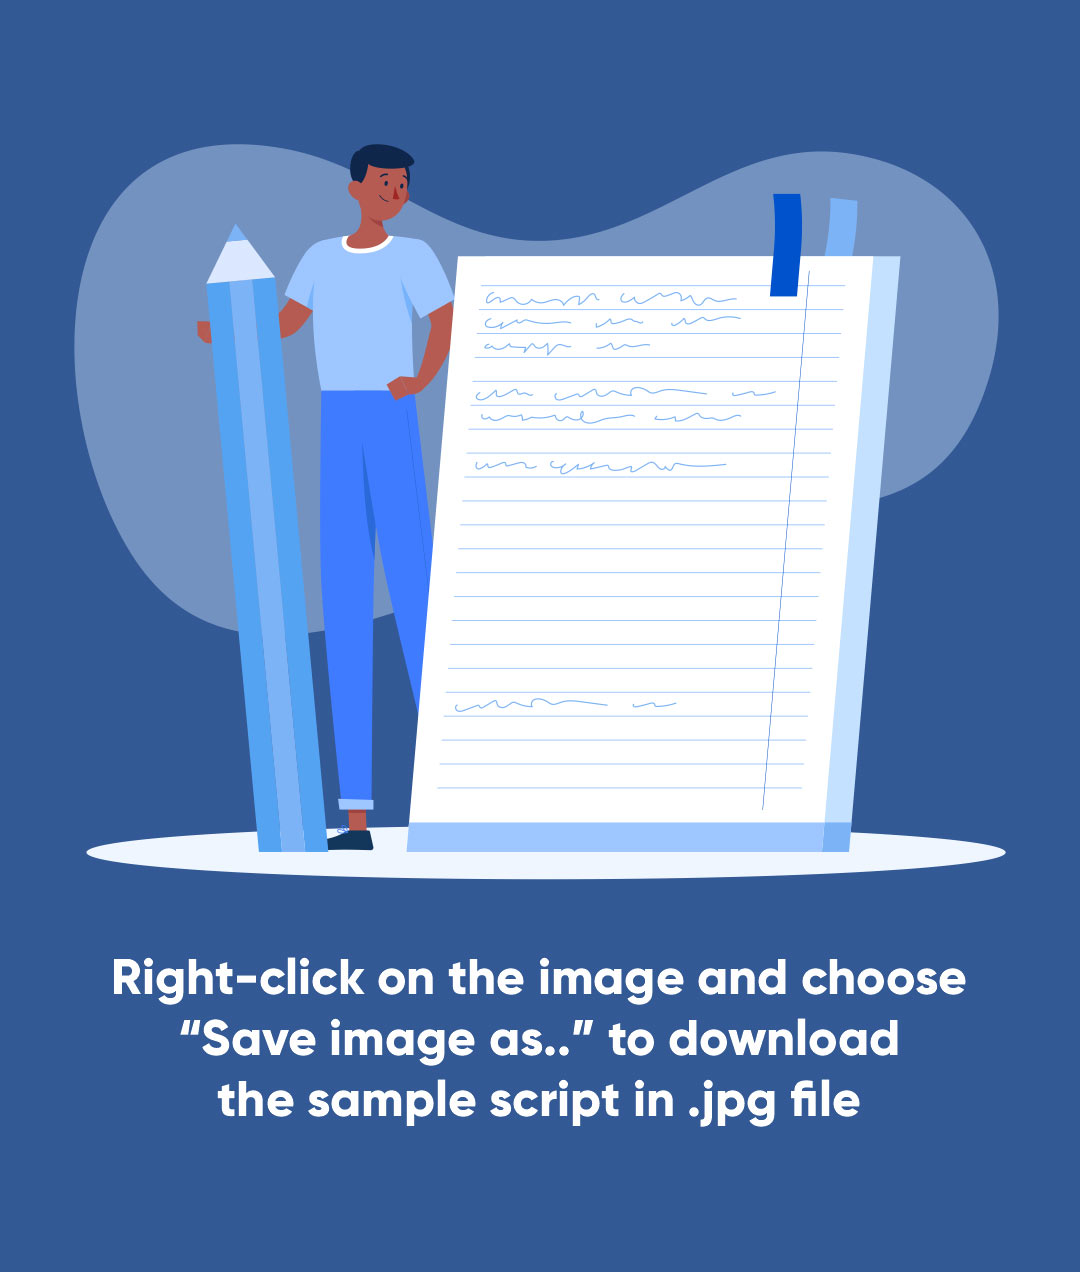 Right-click on the image and choose
“Save image as..” to download
the sample script in .jpg file